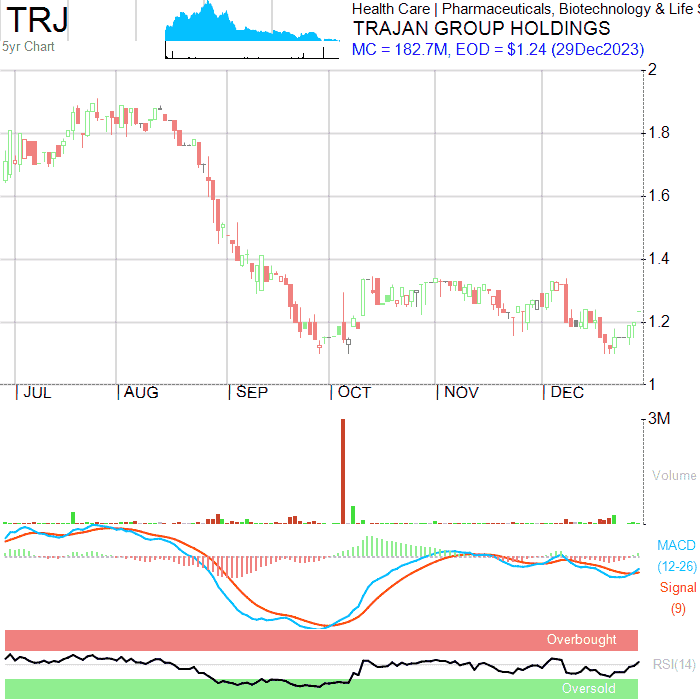 TRJ
5yr Chart
Health Care | Pharmaceuticals, Biotechnology & Life S
TRAJAN GROUP HOLDINGS
MC = 182.7M, EOD = $1.24 (29Dec2023)
2
1.8
1.6
1.4
1.2
1
JUL AUG SEP OCT NOV DEC
3M
Volume
MACD
(12-26)
Signal
(9)
Overbought
RSI(14)
Oversold